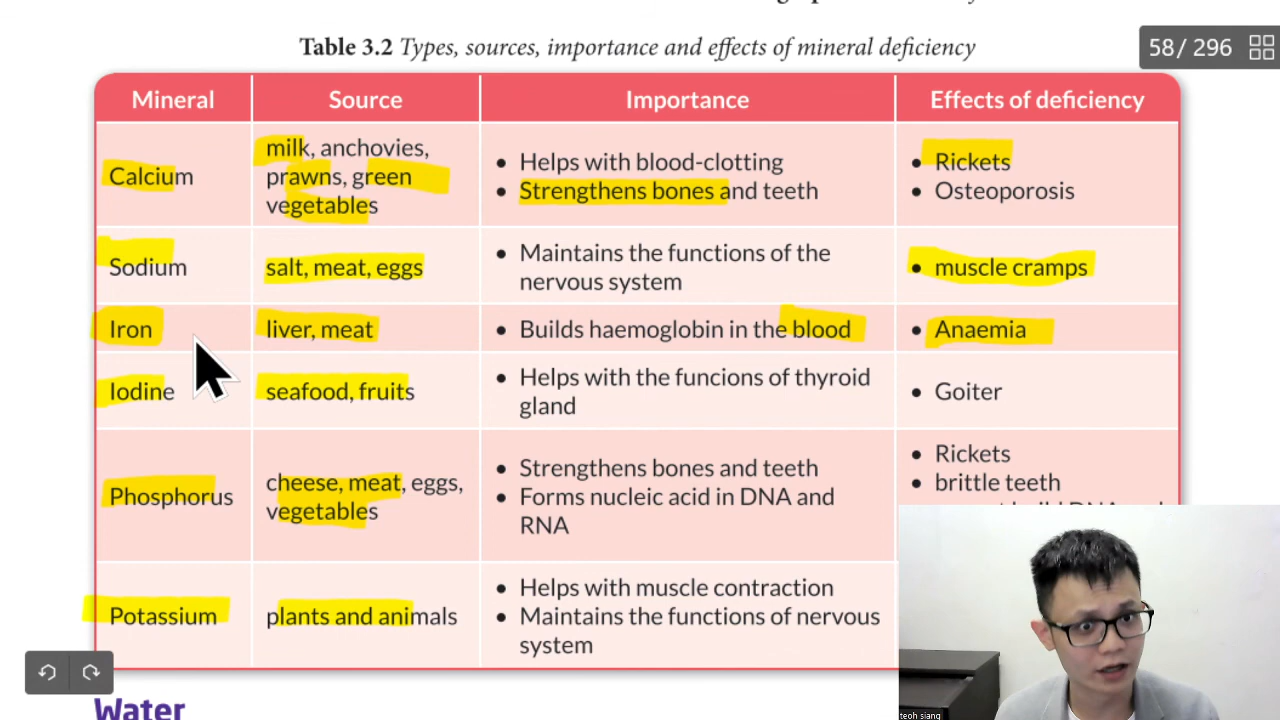 58/ 296
Table 3.2 Types, sources, importance and effects of mineral deficiency
Mineral
Source
Importance
Effects of deficiency
Calcium
milk, anchovies,
prawns, green
vegetables
• Helps with blood-clotting
• Strengthens bones and teeth
• Rickets
• Osteoporosis
Sodium
salt, meat, eggs
• Maintains the functions of the
nervous system
• muscle cramps
Iron
liver, meat
• Builds haemoglobin in the blood
• Anaemia
Iodine
seafood, fruits
• Helps with the funcions of thyroid
gland
• Goiter
Phosphorus
cheese, meat, eggs,
vegetables
• Strengthens bones and teeth
• Forms nucleic acid in DNA and
RNA
• Rickets
• brittle teeth
Potassium
plants and animals
• Helps with muscle contraction
• Maintains the functions of nervous
system
Water
teoh siang